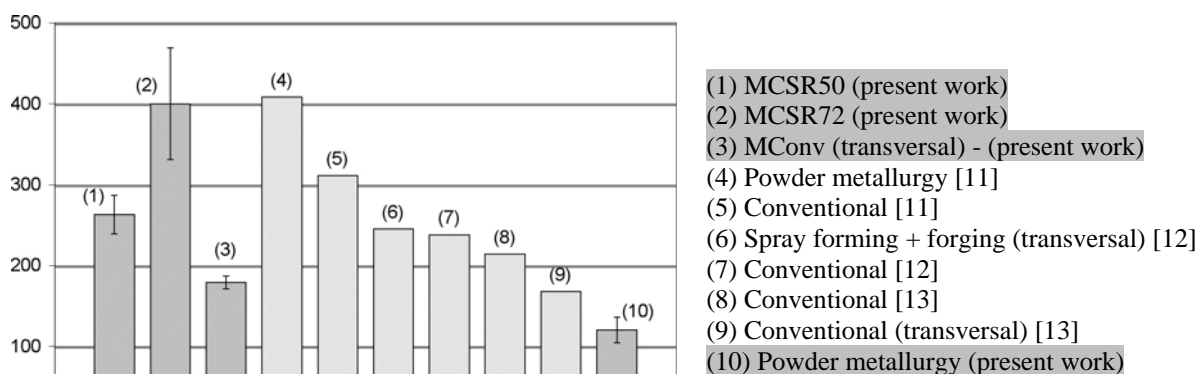 500
400
300
200
100
(1)
(2)
(3)
(4)
(5)
(6)
(7)
(8)
(9)
(10)
(1) MCSR50 (present work)
(2) MCSR72 (present work)
(3) MConv (transversal) - (present work)
(4) Powder metallurgy [11]
(5) Conventional [11]
(6) Spray forming + forging (transversal) [12]
(7) Conventional [12]
(8) Conventional [13]
(9) Conventional (transversal) [13]
(10) Powder metallurgy (present work)